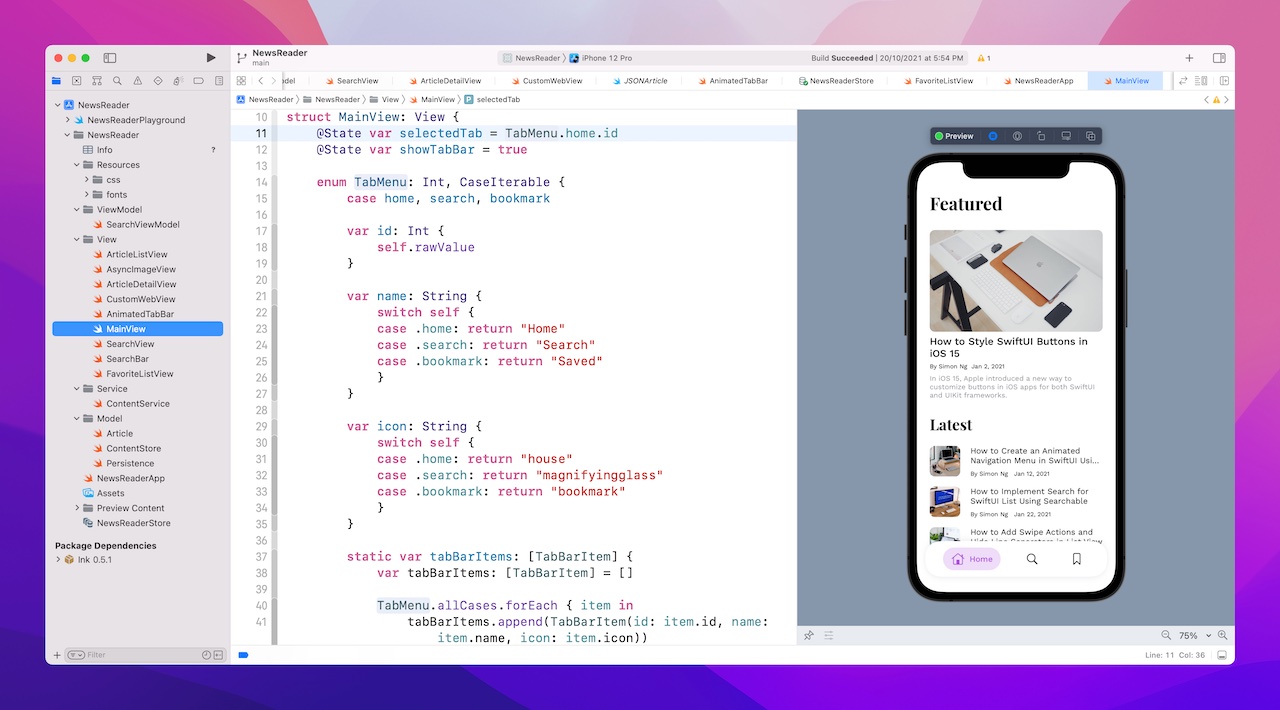 NewsReader
main
NewsReader 〉 iPhone 12 Pro
Build Succeeded | 20/10/2021 at 5:54 PM
1
del
SearchView
ArticleDetailView
CustomWebView
JSONArticle
AnimatedTabBar
NewsReaderStore
FavoriteListView
NewsReaderApp
MainView
NewsReader 〉 NewsReader 〉 View 〉 MainView 〉 P selectedTab
NewsReader
NewsReaderPlayground
NewsReader
Info ?
Resources
css
fonts
ViewModel
SearchViewModel
View
ArticleListView
AsyncImageView
ArticleDetailView
CustomWebView
AnimatedTabBar
MainView
SearchView
SearchBar
FavoriteListView
Service
ContentService
Model
Article
ContentStore
Persistence
NewsReaderApp
Assets
Preview Content
NewsReaderStore
Package Dependencies
Ink 0.5.1
Filter
10 struct MainView: View {
11 @State var selectedTab = TabMenu.home.id
12 @State var showTabBar = true
13
14 enum TabMenu: Int, CaseIterable {
15 case home, search, bookmark
16
17 var id: Int {
18 self.rawValue
19 }
20
21 var name: String {
22 switch self {
23 case .home: return "Home"
24 case .search: return "Search"
25 case .bookmark: return "Saved"
26 }
27 }
28
29 var icon: String {
30 switch self {
31 case .home: return "house"
32 case .search: return "magnifyingglass"
33 case .bookmark: return "bookmark"
34 }
35 }
36
37 static var tabBarItems: [TabBarItem] {
38 var tabBarItems: [TabBarItem] = []
39
40 TabMenu.allCases.forEach { item in
41 tabBarItems.append(TabBarItem(id: item.id, name:
item.name, icon: item.icon))
Preview
Featured
How to Style SwiftUI Buttons in
iOS 15
By Simon Ng Jan 2, 2021
In iOS 15, Apple introduced a new way to
customize buttons in iOS apps for both SwiftUI
and UIKit frameworks.
Latest
How to Create an Animated
Navigation Menu in SwiftUI Usi...
By Simon Ng Jan 12, 2021
How to Implement Search for
SwiftUI List Using Searchable
By Simon Ng Jan 22, 2021
How to Add Swipe Actions and
Home
75%
Line: 11 Col: 36